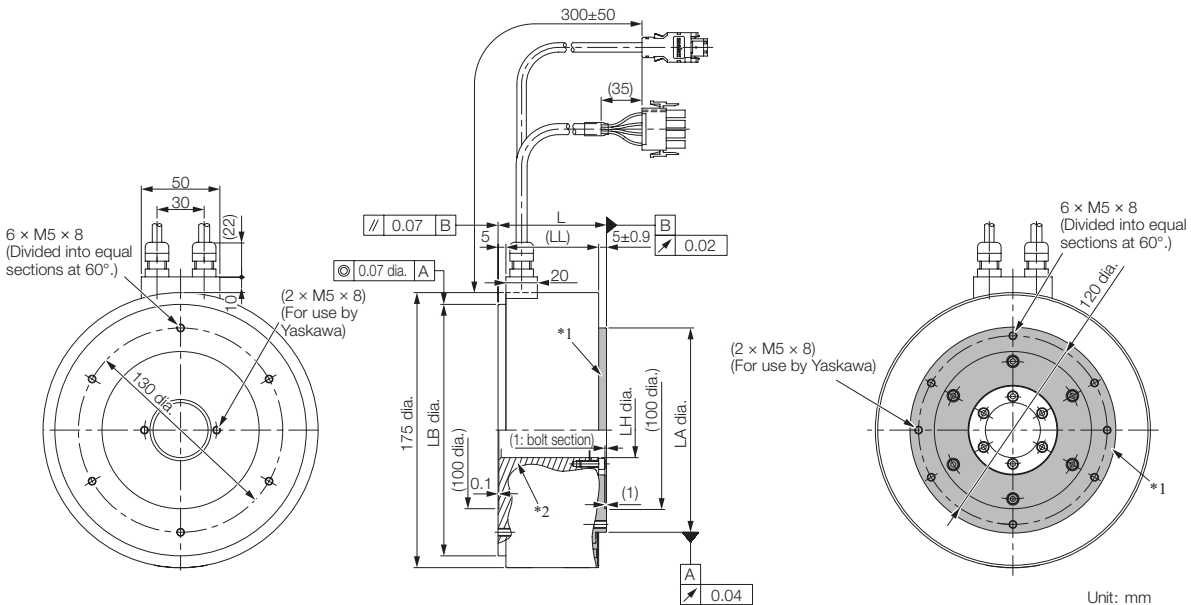 300±50
(35)
50
30
(22)
10
6 × M5 × 8
(Divided into equal
sections at 60°.)
(2 × M5 × 8)
(For use by
Yaskawa)
130 dia.
// 0.07 B
L
B
↗ 0.02
5
(LL)
5±0.9
◎ 0.07 dia. A
20
*1
175 dia.
LB dia.
(100 dia.)
0.1
(1: bolt section)
*2
LH dia.
(100 dia.)
LA dia.
(1)
A
↗ 0.04
6 × M5 × 8
(Divided into equal
sections at 60°.)
120 dia.
(2 × M5 × 8)
(For use by Yaskawa)
*1
Unit: mm